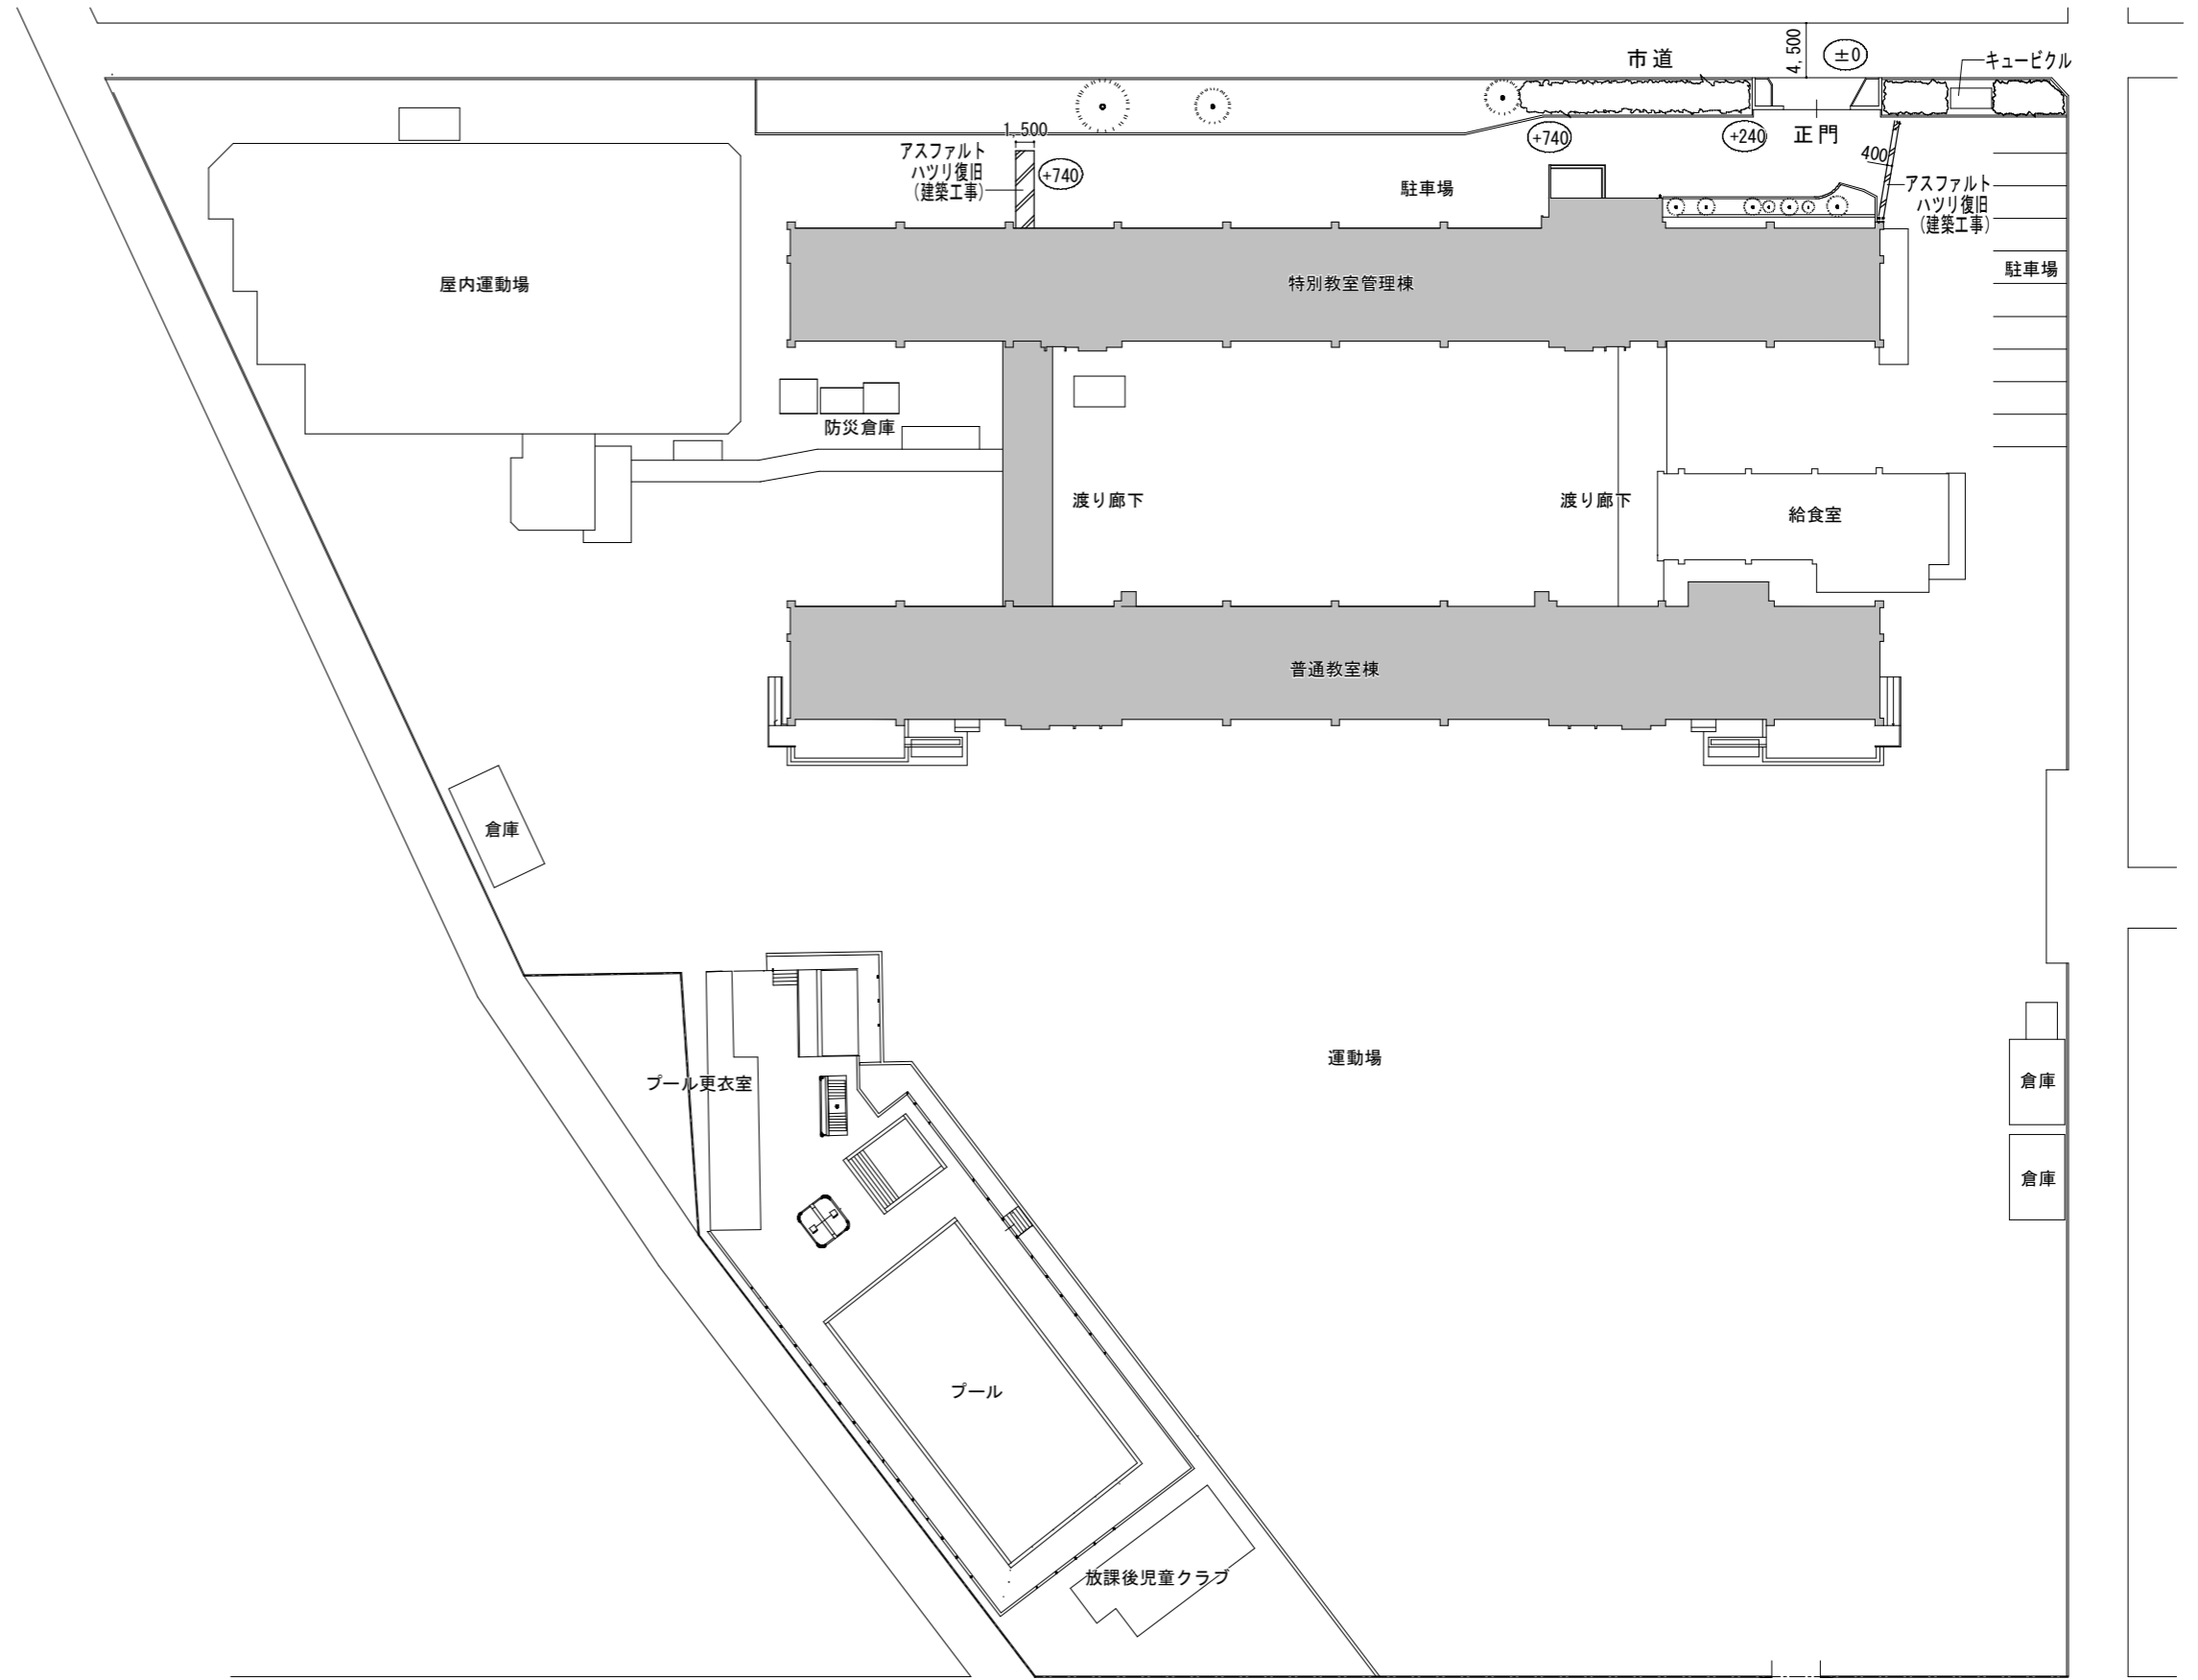 市道
4,500
±0
キュービクル
1,500
アスファルト
ハツリ復旧
(建築工事)
+740
+740
+240
正門
400
アスファルト
ハツリ復旧
(建築工事)
駐車場
駐車場
屋内運動場
特別教室管理棟
防災倉庫
渡り廊下
渡り廊下
給食室
普通教室棟
倉庫
運動場
プール更衣室
倉庫
倉庫
プール
放課後児童クラブ